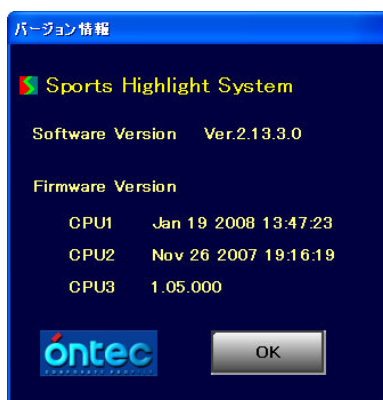 バージョン情報
Sports Highlight System
Software Version Ver.2.13.3.0
Firmware Version
CPU1 Jan 19 2008 13:47:23
CPU2 Nov 26 2007 19:16:19
CPU3 1.05.000
óntec
OK